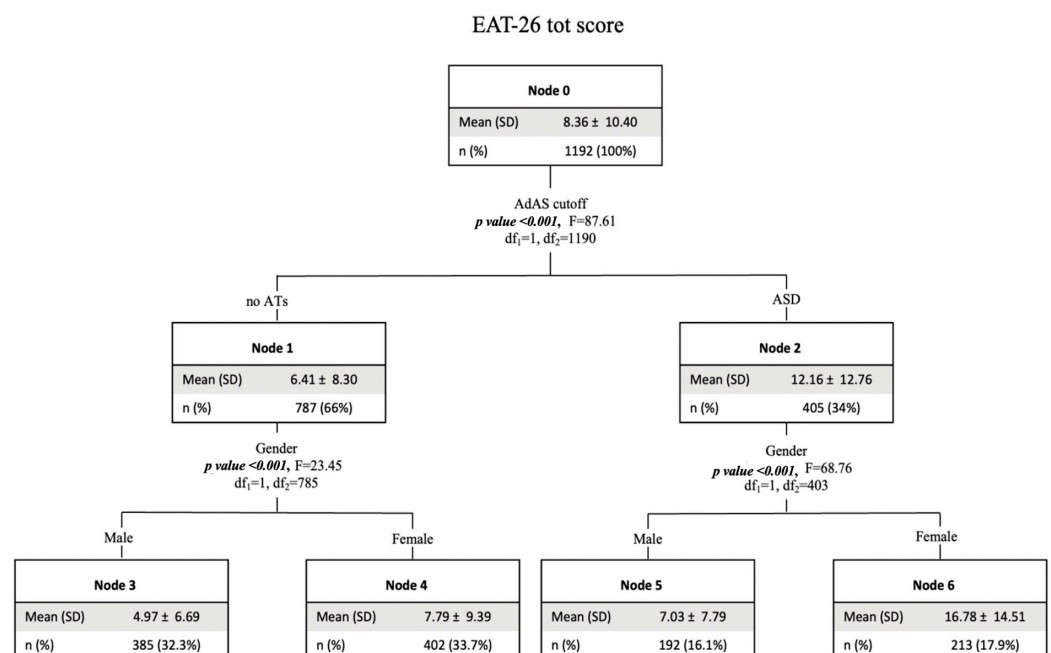 EAT-26 tot score
Node 0
Mean (SD) 8.36 ± 10.40
n (%) 1192 (100%)
AdAS cutoff
p value <0.001, F=87.61
df₁=1, df₂=1190
no ATs
ASD
Node 1
Mean (SD) 6.41 ± 8.30
n (%) 787 (66%)
Node 2
Mean (SD) 12.16 ± 12.76
n (%) 405 (34%)
Gender
p value <0.001, F=23.45
df₁=1, df₂=785
Gender
p value <0.001, F=68.76
df₁=1, df₂=403
Male
Female
Male
Female
Node 3
Mean (SD) 4.97 ± 6.69
n (%) 385 (32.3%)
Node 4
Mean (SD) 7.79 ± 9.39
n (%) 402 (33.7%)
Node 5
Mean (SD) 7.03 ± 7.79
n (%) 192 (16.1%)
Node 6
Mean (SD) 16.78 ± 14.51
n (%) 213 (17.9%)